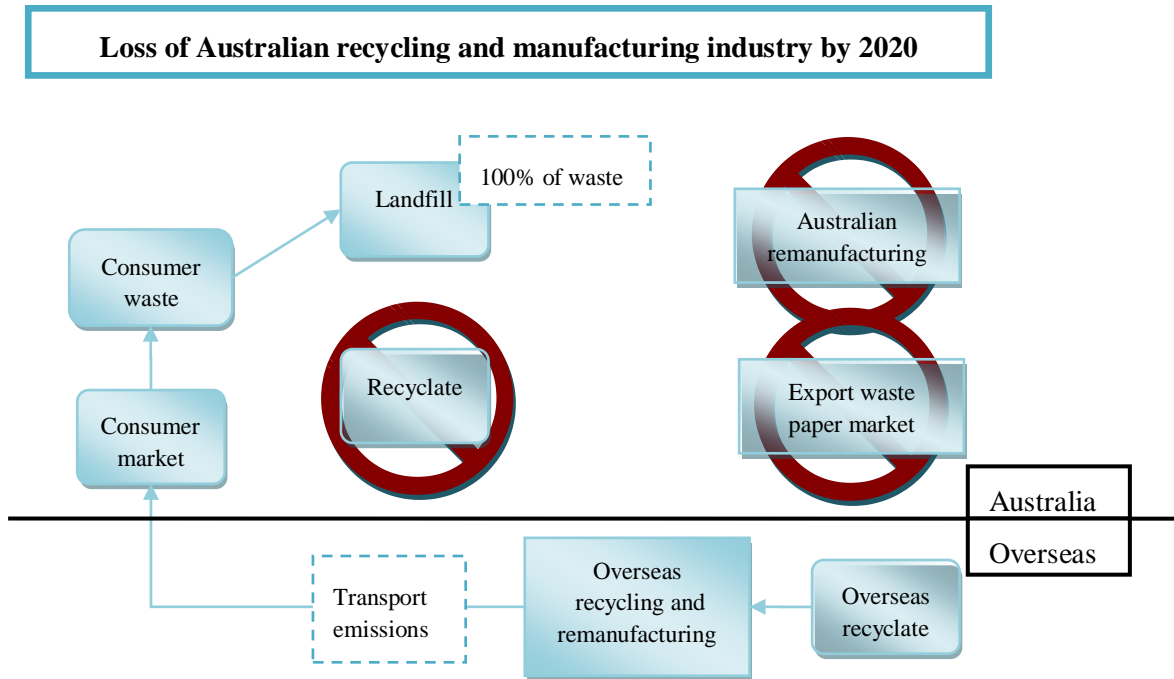 Loss of Australian recycling and manufacturing industry by 2020
100% of waste
Landfill
Australian
remanufacturing
Consumer
waste
Recyclate
Export waste
paper market
Consumer
market
Australia
Overseas
Transport
emissions
Overseas
recycling and
remanufacturing
Overseas
recyclate